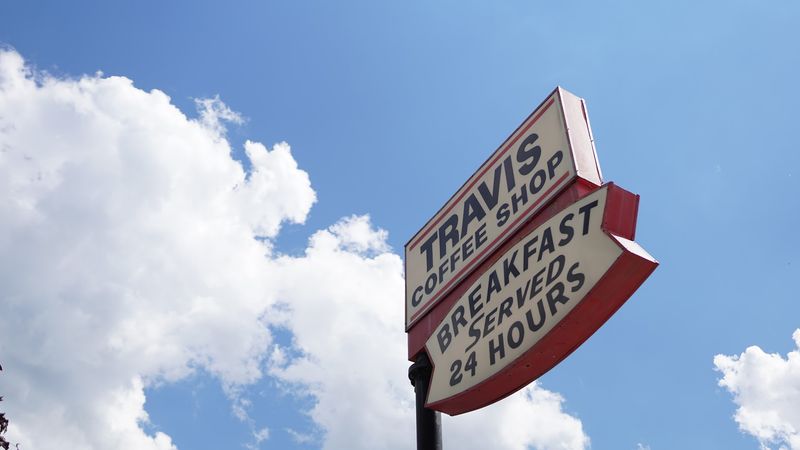 TRAVIS
COFFEE SHOP
BREAKFAST
SERVED
24 HOURS